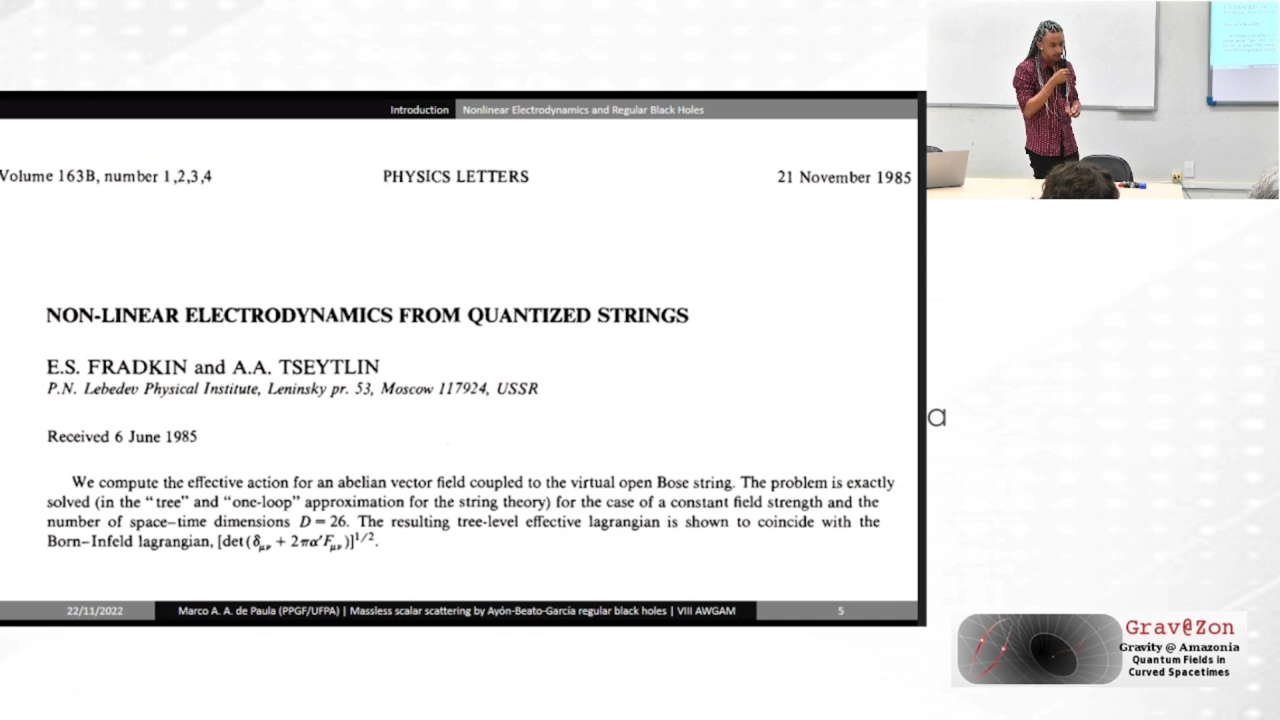 Introduction Nonlinear Electrodynamics and Regular Black Holes
Volume 163B, number 1,2,3,4 PHYSICS LETTERS 21 November 1985
NON-LINEAR ELECTRODYNAMICS FROM QUANTIZED STRINGS
E.S. FRADKIN and A.A. TSEYTLIN
P.N. Lebedev Physical Institute, Leninsky pr. 53, Moscow 117924, USSR
Received 6 June 1985
We compute the effective action for an abelian vector field coupled to the virtual open Bose string. The problem is exactly
solved (in the “tree” and “one-loop” approximation for the string theory) for the case of a constant field strength and the
number of space–time dimensions D = 26. The resulting tree-level effective lagrangian is shown to coincide with the
Born–Infeld lagrangian, [det(δμν + 2πα′Fμν)]^1/2.
22/11/2022 Marco A. A. de Paula (PPGF/UFPA) | Massless scalar scattering by Ayón-Beato-García regular black holes | VIII AWGAM 5
a
Grav@Zon
Gravity @ Amazonia
Quantum Fields in
Curved Spacetimes